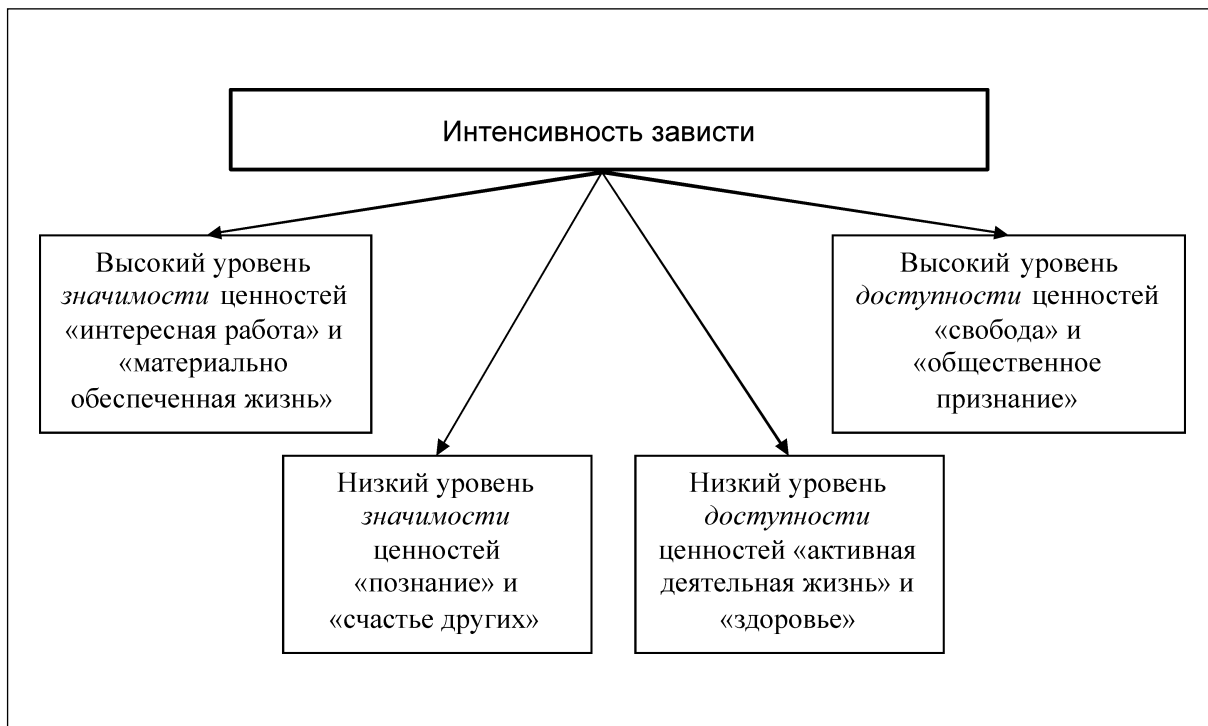 Интенсивность зависти
Высокий уровень
значимости ценностей
«интересная работа» и
«материально
обеспеченная жизнь»
Высокий уровень
доступности ценностей
«свобода» и
«общественное
признание»
Низкий уровень
значимости
ценностей
«познание» и
«счастье других»
Низкий уровень
доступности
ценностей «активная
деятельная жизнь» и
«здоровье»